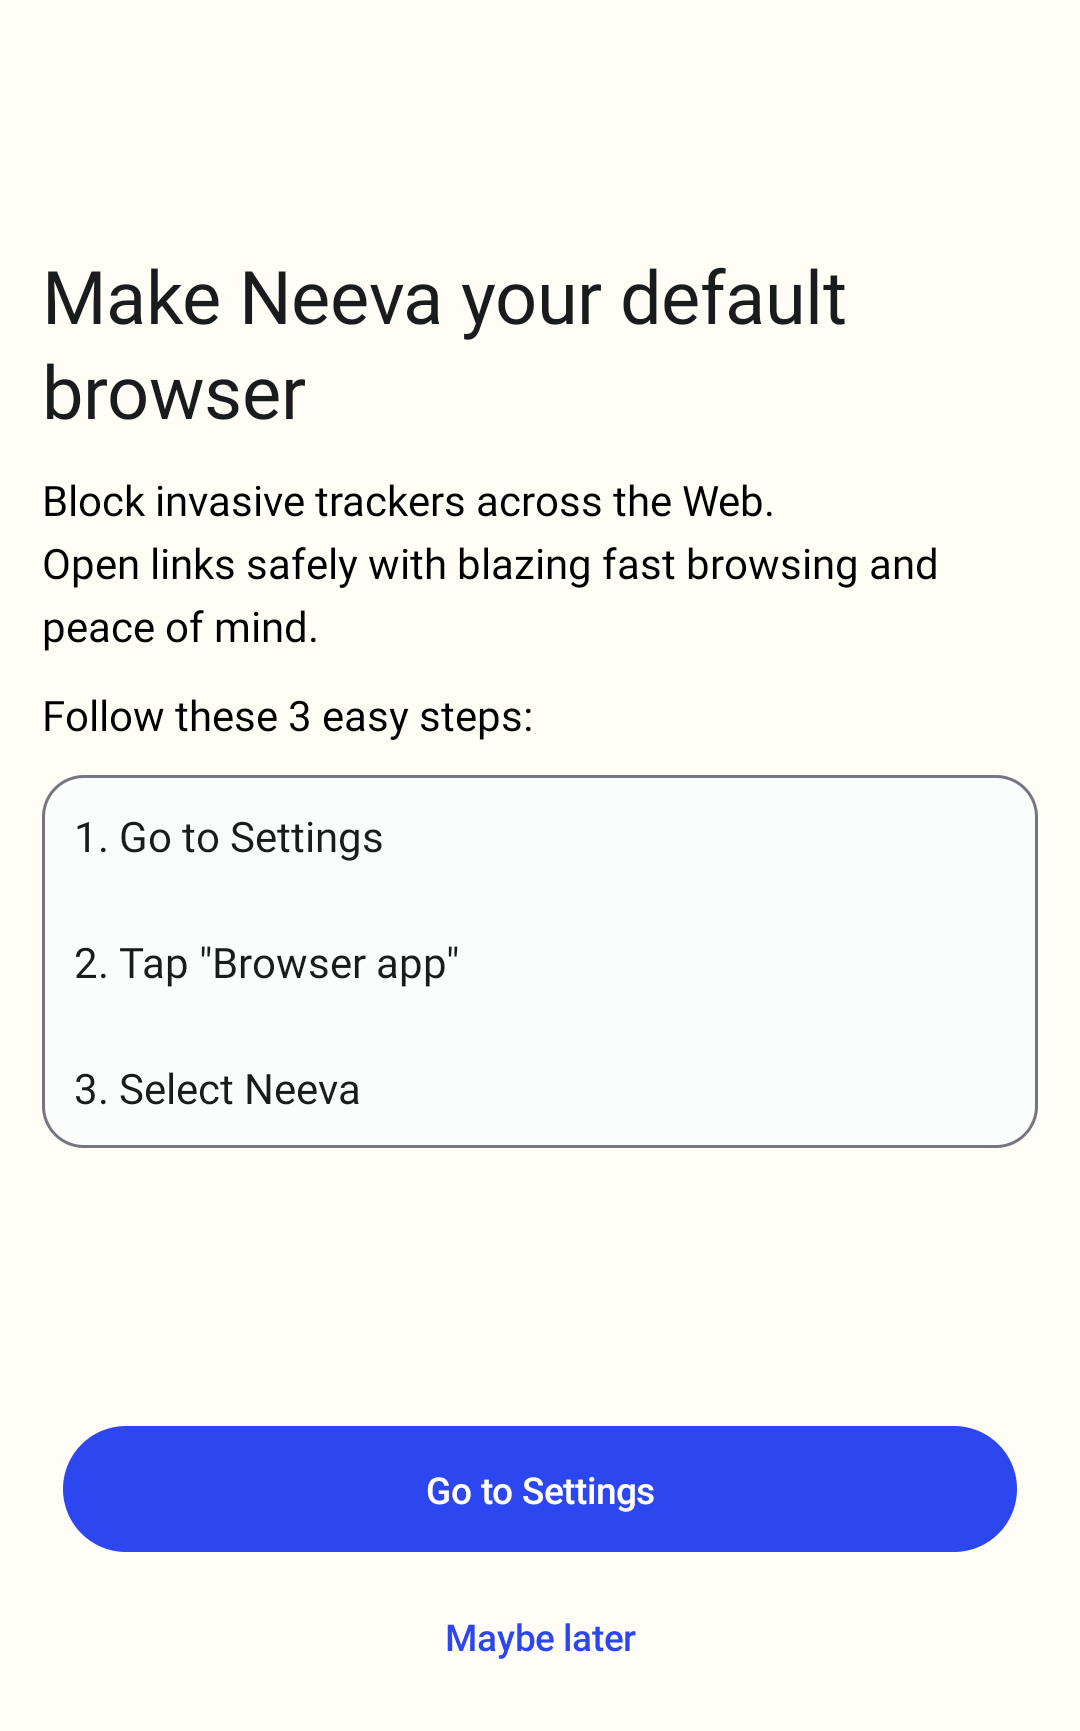 Make Neeva your default
browser
Block invasive trackers across the Web.
Open links safely with blazing fast browsing and
peace of mind.
Follow these 3 easy steps:
1. Go to Settings
2. Tap "Browser app"
3. Select Neeva
Go to Settings
Maybe later